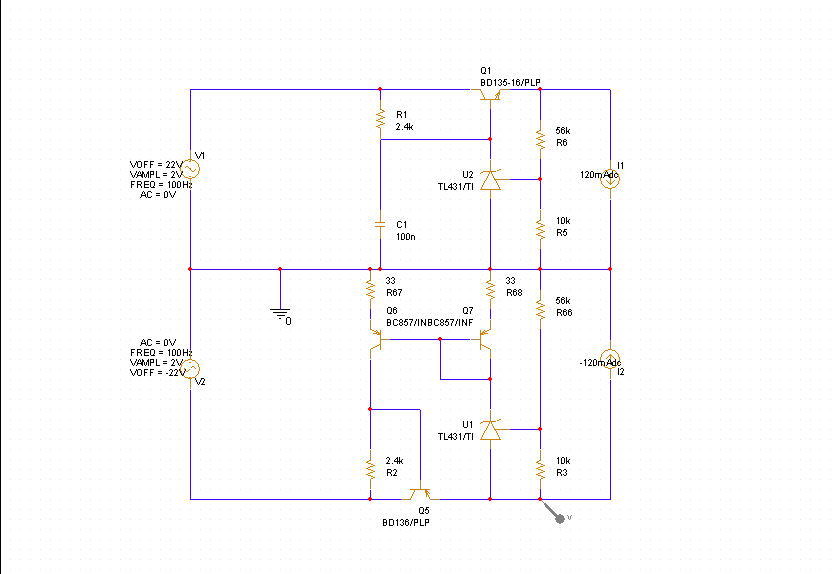 Q1
BD135-16/PLP
R1
2.4k
56k
R6
V1
VOFF = 22V
VAMPL = 2V
FREQ = 100Hz
AC = 0V
U2
TL431/TI
I1
120mAdc
C1
100n
10k
R5
0
33
R67
33
R68
56k
R66
Q6
BC857/INF
Q7
BC857/INF
AC = 0V
FREQ = 100Hz
VAMPL = 2V
VOFF = -22V
V2
-120mAdc
I2
U1
TL431/TI
2.4k
R2
10k
R3
Q5
BD136/PLP
V